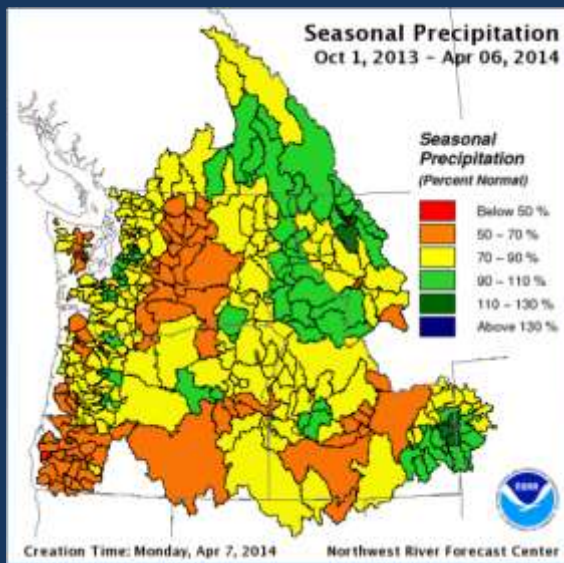 Seasonal Precipitation
Oct 1, 2013 – Apr 06, 2014
Seasonal
Precipitation
(Percent Normal)
Below 50 %
50 – 70 %
70 – 90 %
90 – 110 %
110 – 130 %
Above 130 %
Creation Time: Monday, Apr 7, 2014
Northwest River Forecast Center